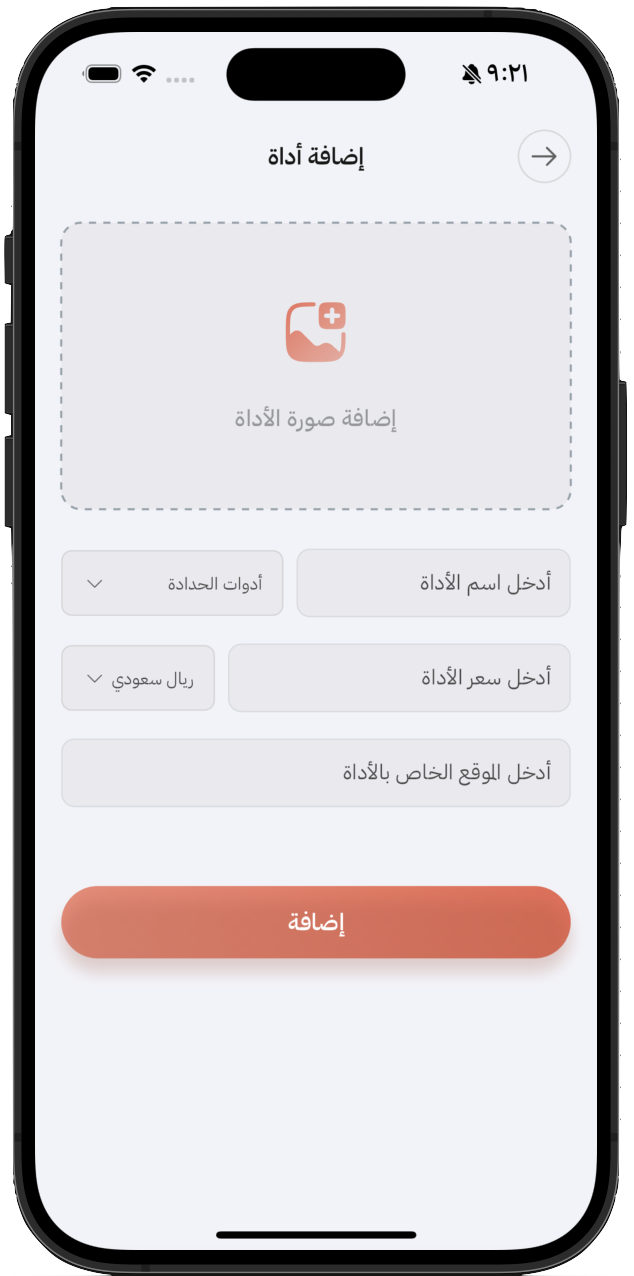 ٩:٢١
إضافة أداة
إضافة صورة الأداة
أدخل اسم الأداة
أدوات الحدادة
أدخل سعر الأداة
ريال سعودي
أدخل الموقع الخاص بالأداة
إضافة